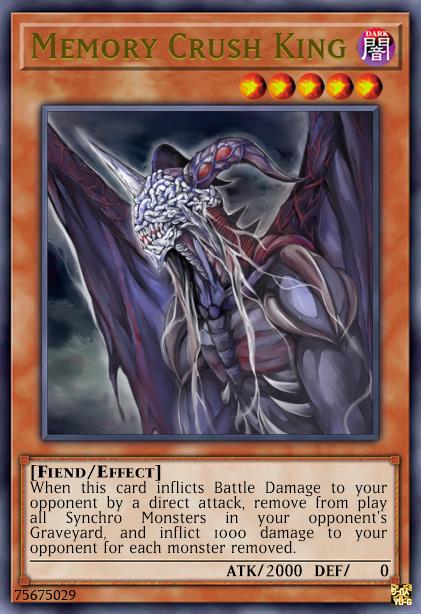 MEMORY CRUSH KING
DARK
闇
[FIEND/EFFECT]
When this card inflicts Battle Damage to your
opponent by a direct attack, remove from play
all Synchro Monsters in your opponent's
Graveyard, and inflict 1000 damage to your
opponent for each monster removed.
ATK/2000 DEF/ 0
75675029